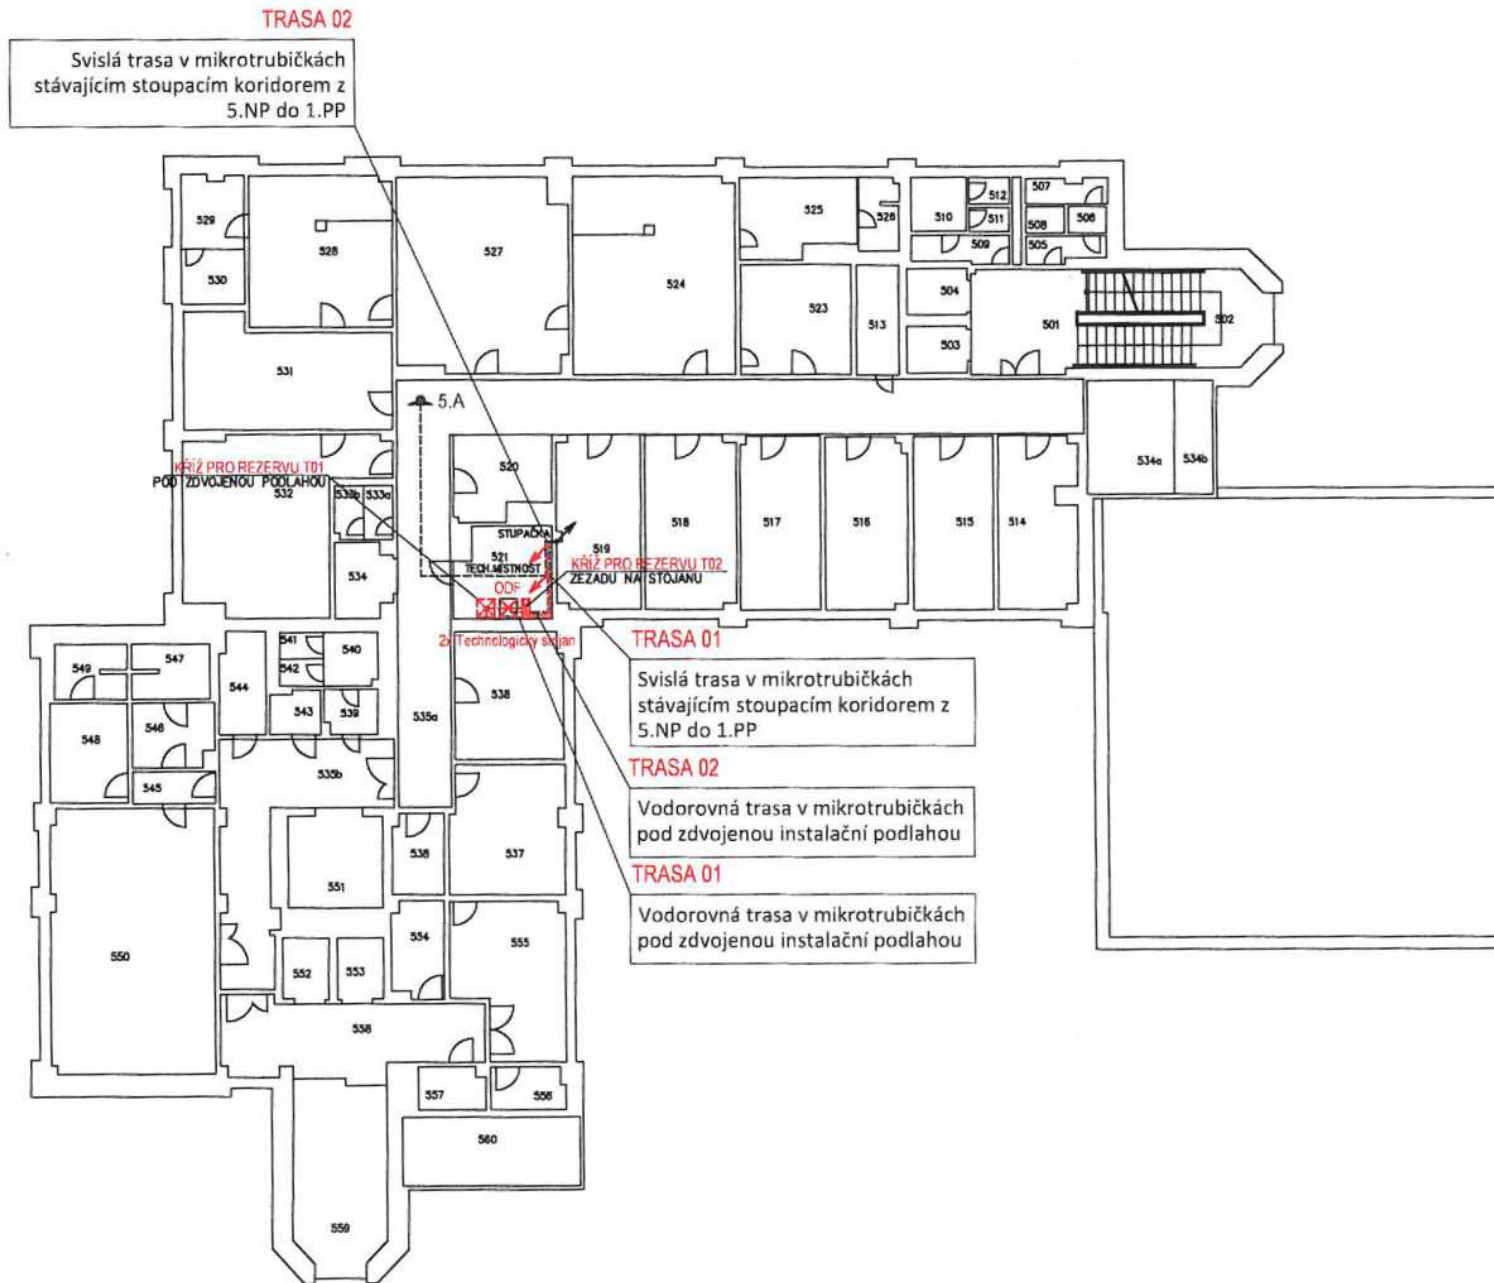 TRASA 02
Svislá trasa v mikrotrubičkách
stávajícím stoupacím koridorem z
5.NP do 1.PP
507
512
529
525
526
510
511
508
506
528
527
509
505
530
524
504
523
513
501
502
503
531
5.A
520
534a
534b
KŘÍŽ PRO REZERVU T01
POD ZDVOJENOU PODLAHOU
532
533b
533a
518
517
516
515
514
STUPAČKA
519
521
TECH.MÍSTNOST
KŘÍŽ PRO REZERVU T02
ZEZADU NA STOJANU
534
ODF
2x Technologický stojan
TRASA 01
Svislá trasa v mikrotrubičkách
stávajícím stoupacím koridorem z
5.NP do 1.PP
541
540
547
549
542
544
538
543
539
535a
548
546
TRASA 02
Vodorovná trasa v mikrotrubičkách
pod zdvojenou instalační podlahou
535b
545
536
537
TRASA 01
Vodorovná trasa v mikrotrubičkách
pod zdvojenou instalační podlahou
551
554
555
550
552
553
558
557
556
560
559